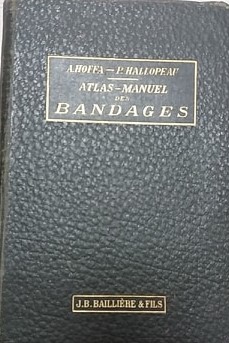 A. HOFFA — P. HALLOPEAU
ATLAS-MANUEL
DES
BANDAGES
J. B. BAILLIÈRE & FILS